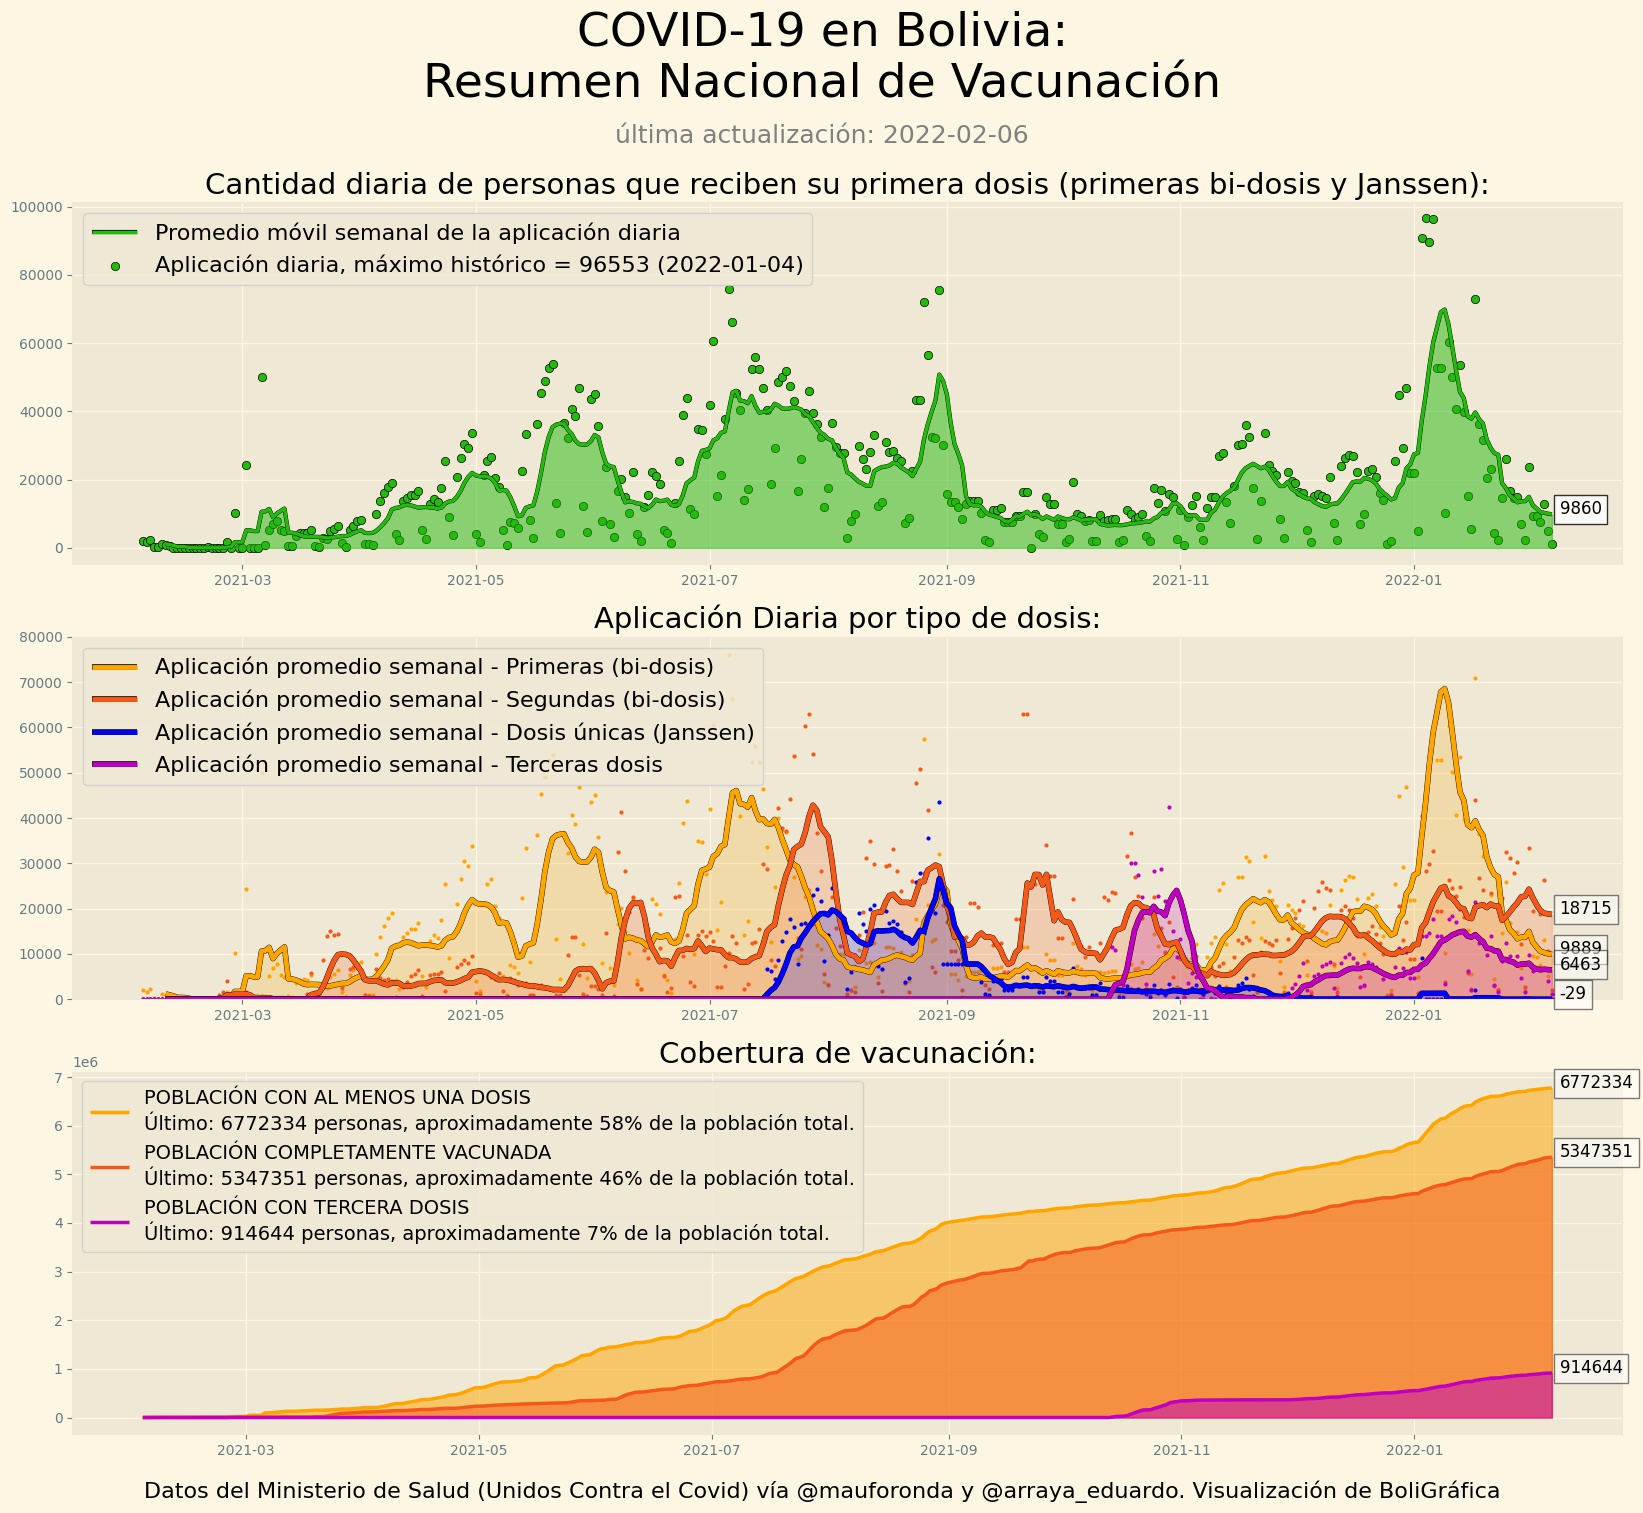 COVID-19 en Bolivia:
Resumen Nacional de Vacunación
última actualización: 2022-02-06
Cantidad diaria de personas que reciben su primera dosis (primeras bi-dosis y Janssen):
100000
80000
60000
40000
20000
0
Promedio móvil semanal de la aplicación diaria
Aplicación diaria, máximo histórico = 96553 (2022-01-04)
9860
2021-03 2021-05 2021-07 2021-09 2021-11 2022-01
Aplicación Diaria por tipo de dosis:
80000
70000
60000
50000
40000
30000
20000
10000
0
Aplicación promedio semanal - Primeras (bi-dosis)
Aplicación promedio semanal - Segundas (bi-dosis)
Aplicación promedio semanal - Dosis únicas (Janssen)
Aplicación promedio semanal - Terceras dosis
18715
9889
6463
-29
2021-03 2021-05 2021-07 2021-09 2021-11 2022-01
Cobertura de vacunación:
1e6
7
6
5
4
3
2
1
0
POBLACIÓN CON AL MENOS UNA DOSIS
Último: 6772334 personas, aproximadamente 58% de la población total.
POBLACIÓN COMPLETAMENTE VACUNADA
Último: 5347351 personas, aproximadamente 46% de la población total.
POBLACIÓN CON TERCERA DOSIS
Último: 914644 personas, aproximadamente 7% de la población total.
6772334
5347351
914644
2021-03 2021-05 2021-07 2021-09 2021-11 2022-01
Datos del Ministerio de Salud (Unidos Contra el Covid) vía @mauforonda y @arraya_eduardo. Visualización de BoliGráfica